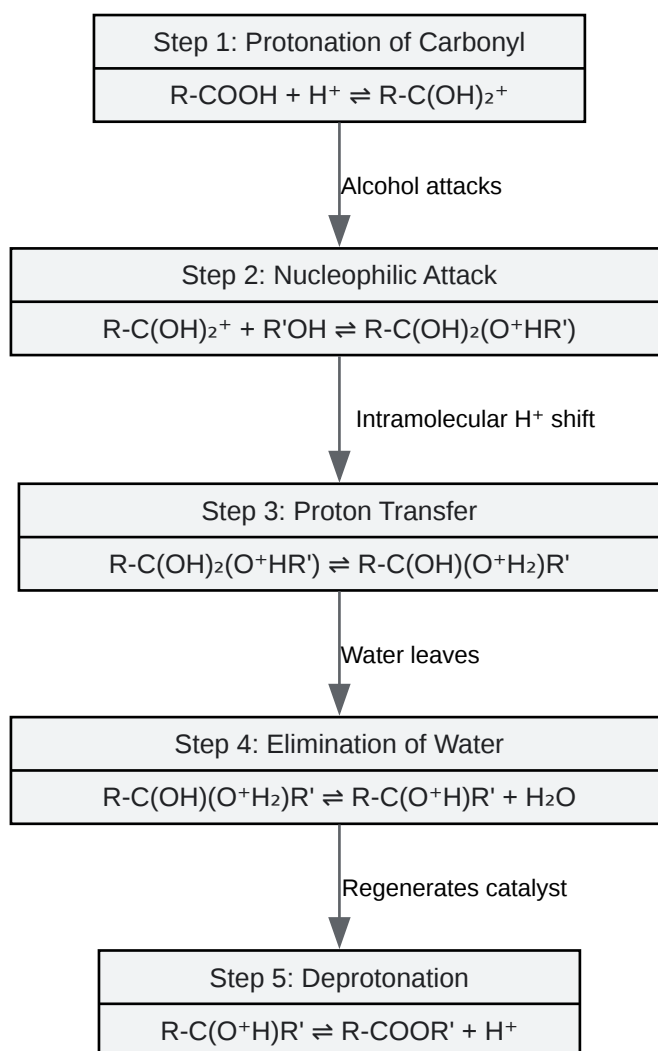 Step 1: Protonation of Carbonyl
R-COOH + H⁺ ⇌ R-C(OH)₂⁺
Alcohol attacks
Step 2: Nucleophilic Attack
R-C(OH)₂⁺ + R'OH ⇌ R-C(OH)₂(O⁺HR')
Intramolecular H⁺ shift
Step 3: Proton Transfer
R-C(OH)₂(O⁺HR') ⇌ R-C(OH)(O⁺H₂)R'
Water leaves
Step 4: Elimination of Water
R-C(OH)(O⁺H₂)R' ⇌ R-C(O⁺H)R' + H₂O
Regenerates catalyst
Step 5: Deprotonation
R-C(O⁺H)R' ⇌ R-COOR' + H⁺